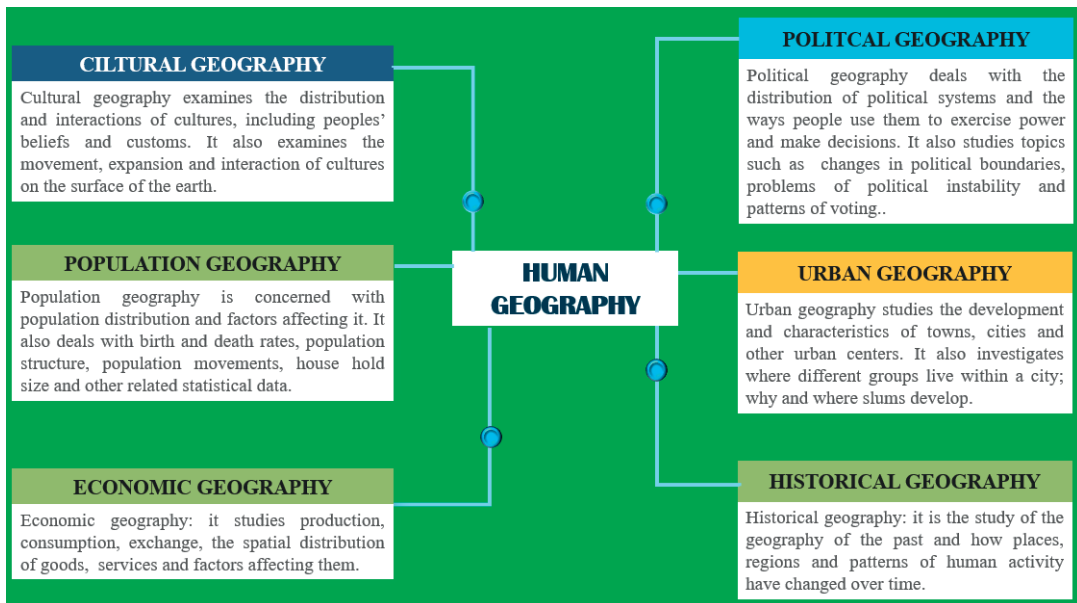 CILTURAL GEOGRAPHY
Cultural geography examines the distribution
and interactions of cultures, including peoples’
beliefs and customs. It also examines the
movement, expansion and interaction of cultures
on the surface of the earth.
POPULATION GEOGRAPHY
Population geography is concerned with
population distribution and factors affecting it. It
also deals with birth and death rates, population
structure, population movements, house hold
size and other related statistical data.
ECONOMIC GEOGRAPHY
Economic geography: it studies production,
consumption, exchange, the spatial distribution
of goods, services and factors affecting them.
HUMAN
GEOGRAPHY
POLITCAL GEOGRAPHY
Political geography deals with the
distribution of political systems and the
ways people use them to exercise power
and make decisions. It also studies topics
such as changes in political boundaries,
problems of political instability and
patterns of voting..
URBAN GEOGRAPHY
Urban geography studies the development
and characteristics of towns, cities and
other urban centers. It also investigates
where different groups live within a city;
why and where slums develop.
HISTORICAL GEOGRAPHY
Historical geography: it is the study of the
geography of the past and how places,
regions and patterns of human activity
have changed over time.